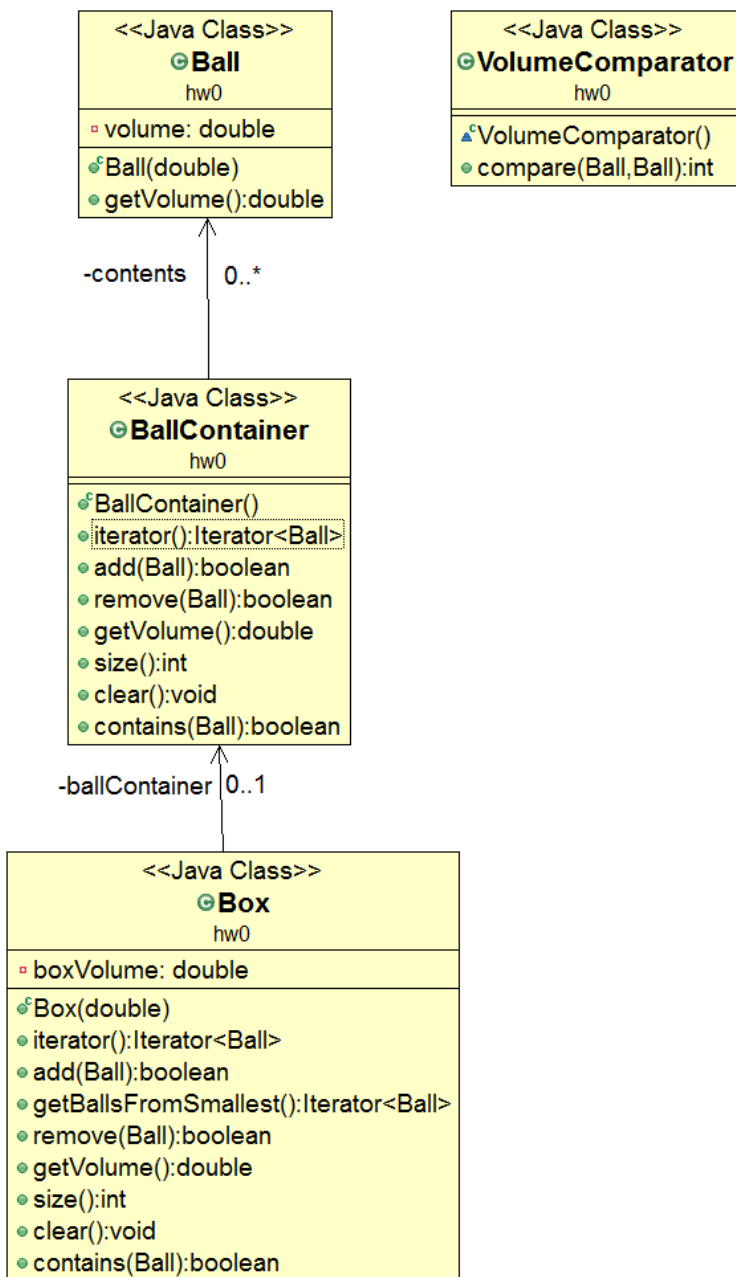 <<Java Class>>
Ball
hw0
volume: double
Ball(double)
getVolume():double
<<Java Class>>
VolumeComparator
hw0
VolumeComparator()
compare(Ball,Ball):int
-contents 0..*
<<Java Class>>
BallContainer
hw0
BallContainer()
iterator():Iterator<Ball>
add(Ball):boolean
remove(Ball):boolean
getVolume():double
size():int
clear():void
contains(Ball):boolean
-ballContainer 0..1
<<Java Class>>
Box
hw0
boxVolume: double
Box(double)
iterator():Iterator<Ball>
add(Ball):boolean
getBallsFromSmallest():Iterator<Ball>
remove(Ball):boolean
getVolume():double
size():int
clear():void
contains(Ball):boolean